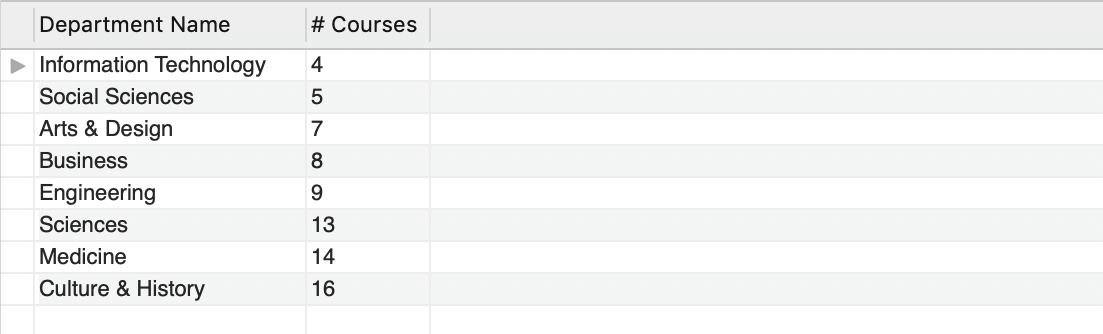 Department Name # Courses
Information Technology 4
Social Sciences 5
Arts & Design 7
Business 8
Engineering 9
Sciences 13
Medicine 14
Culture & History 16